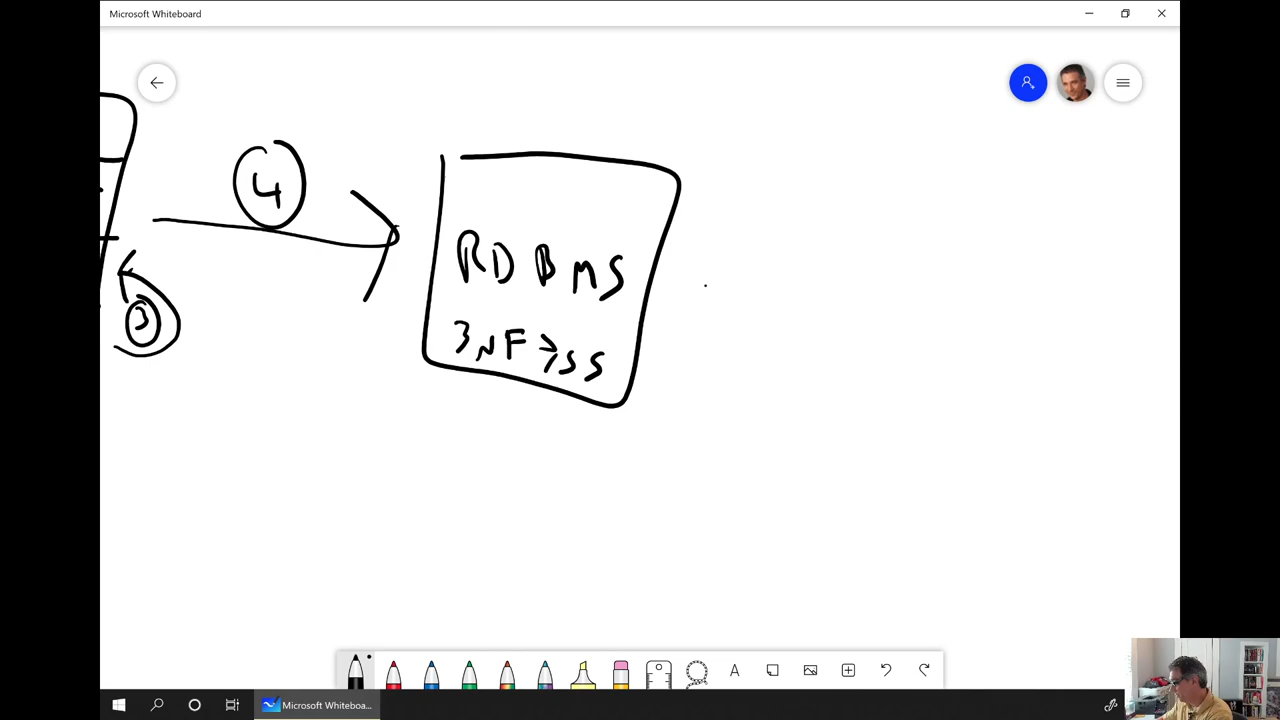 Microsoft Whiteboard
4
RDBMS
3
3NF → SS
A
Microsoft Whiteboa...